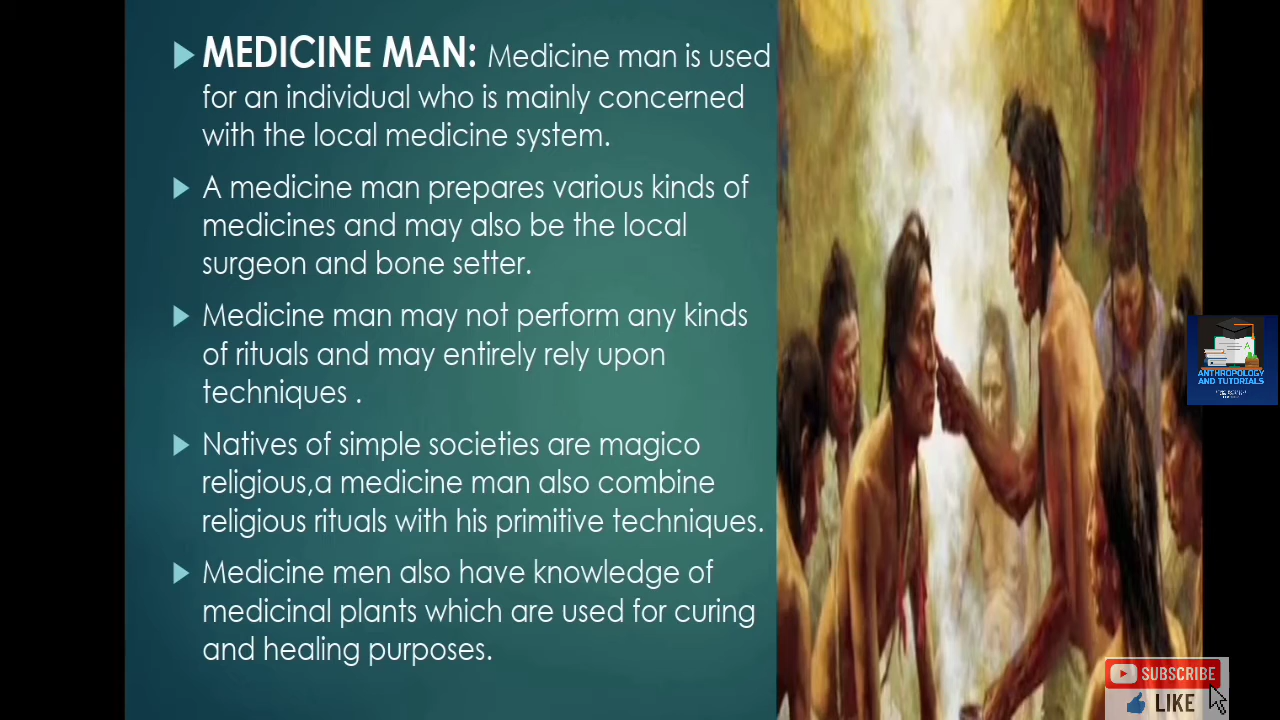 MEDICINE MAN: Medicine man is used
for an individual who is mainly concerned
with the local medicine system.
A medicine man prepares various kinds of
medicines and may also be the local
surgeon and bone setter.
Medicine man may not perform any kinds
of rituals and may entirely rely upon
techniques .
Natives of simple societies are magico
religious,a medicine man also combine
religious rituals with his primitive techniques.
Medicine men also have knowledge of
medicinal plants which are used for curing
and healing purposes.
ANTHROPOLOGY
AND TUTORIALS
SUBSCRIBE
LIKE